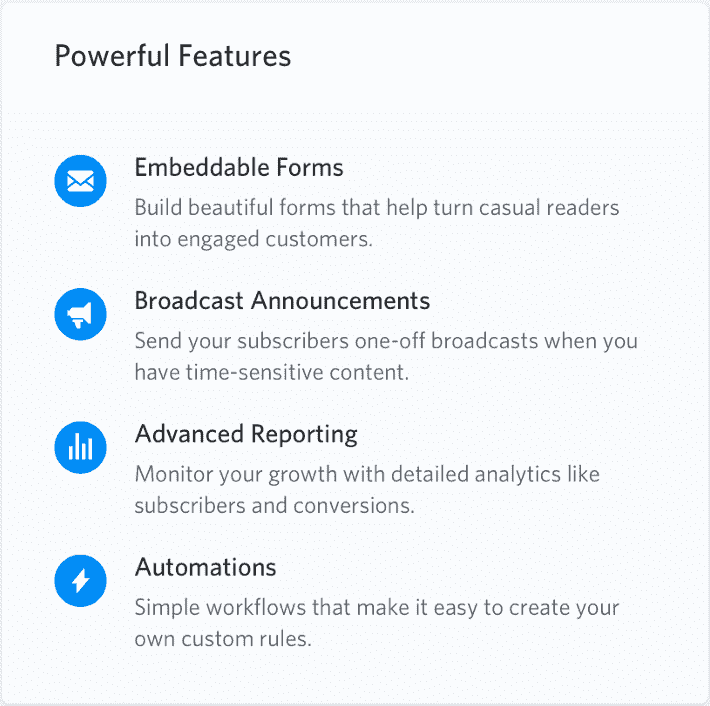 Powerful Features
Embeddable Forms
Build beautiful forms that help turn casual readers
into engaged customers.
Broadcast Announcements
Send your subscribers one-off broadcasts when you
have time-sensitive content.
Advanced Reporting
Monitor your growth with detailed analytics like
subscribers and conversions.
Automations
Simple workflows that make it easy to create your
own custom rules.